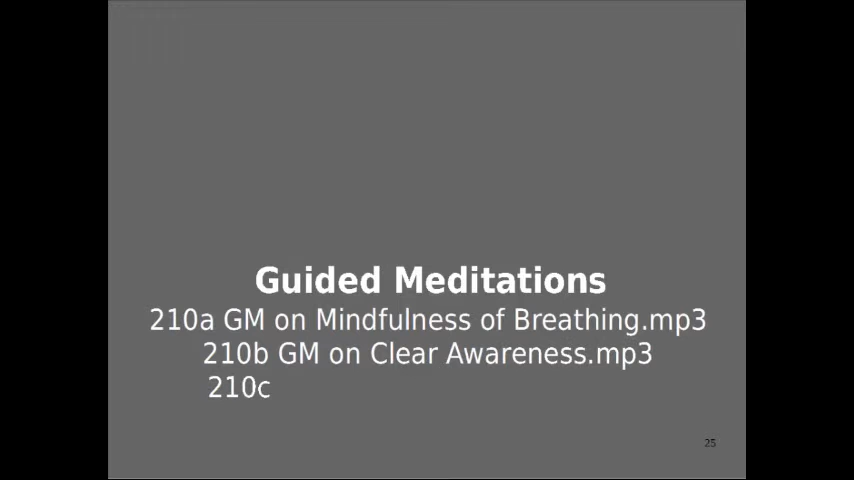 Guided Meditations
210a GM on Mindfulness of Breathing.mp3
210b GM on Clear Awareness.mp3
210c
25